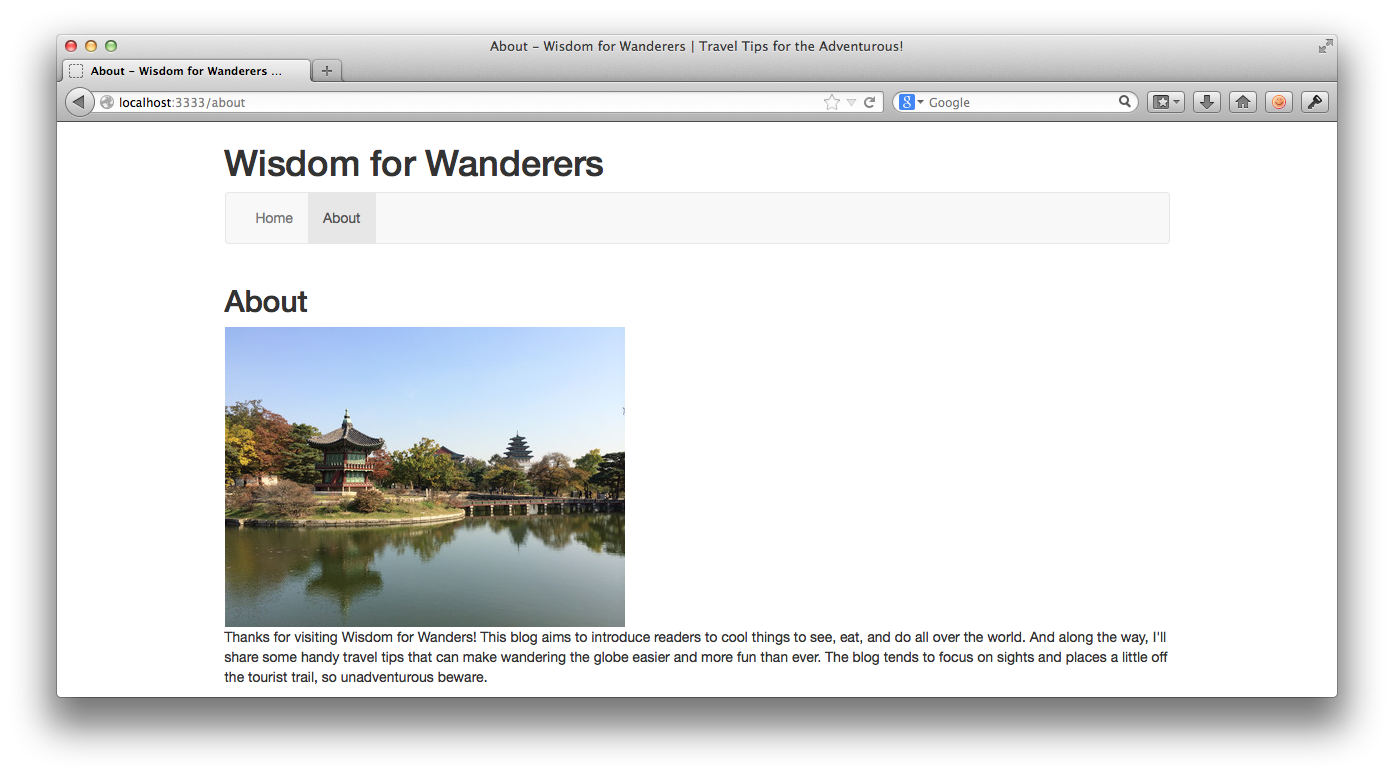 About – Wisdom for Wanderers | Travel Tips for the Adventurous!
About – Wisdom for Wanderers ...
localhost:3333/about
8 Google
Wisdom for Wanderers
Home About
About
Thanks for visiting Wisdom for Wanders! This blog aims to introduce readers to cool things to see, eat, and do all over the world. And along the way, I'll
share some handy travel tips that can make wandering the globe easier and more fun than ever. The blog tends to focus on sights and places a little off
the tourist trail, so unadventurous beware.